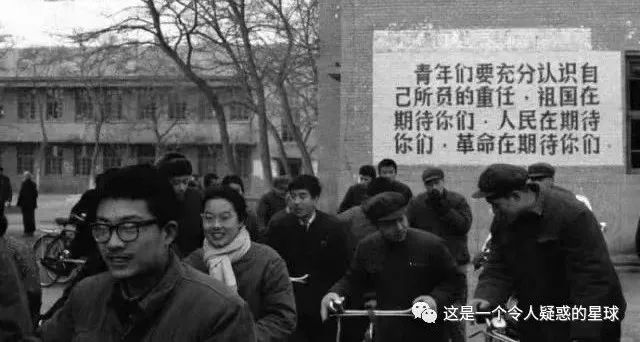 青年们要充分认识自
己所负的重任·祖国在
期待你们·人民在期待
你们·革命在期待你们·
这是一个令人疑惑的星球